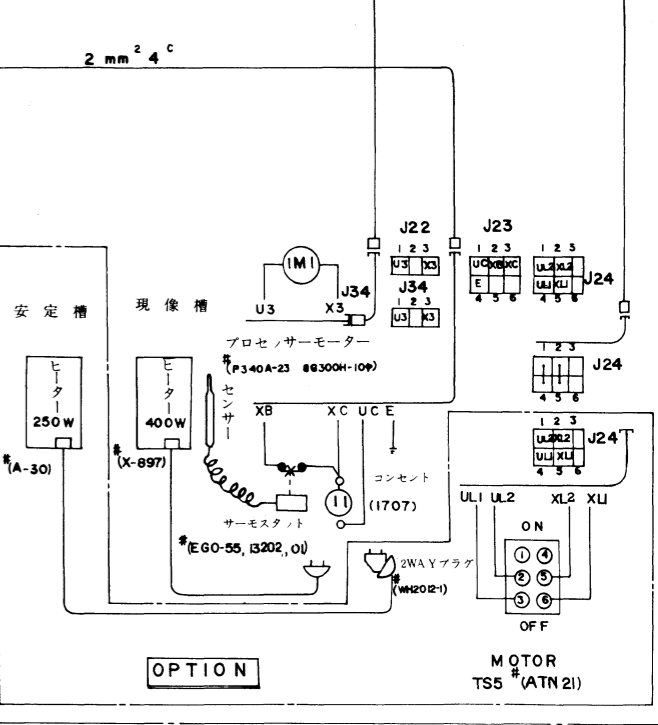 2 mm² 4ᶜ
J22
1 2 3
U3 X3
J23
1 2 3
UC XB XC
E
4 5 6
1 2 3
UL2 XL2
UL1 XL1
4 5 6
J24
1M1
U3 X3
J34
J34
1 2 3
U3 X3
プロセッサーモーター
#(P340A-23 8G300H-10φ)
安定槽
現像槽
ヒーター
250W
#(A-30)
ヒーター
400W
#(X-897)
センサー
XB XC UC E
コンセント
(1707)
11
サーモスタット
#(EGO-55, 13202,,01)
2WAYプラグ
#(WH2012-1)
1 2 3
4 5 6
J24
1 2 3
UL2 XL2
UL1 XL1
4 5 6
J24
UL1 UL2 XL2 XL1
ON
1 4
2 5
3 6
OFF
MOTOR
TS5 #(ATN21)
OPTION